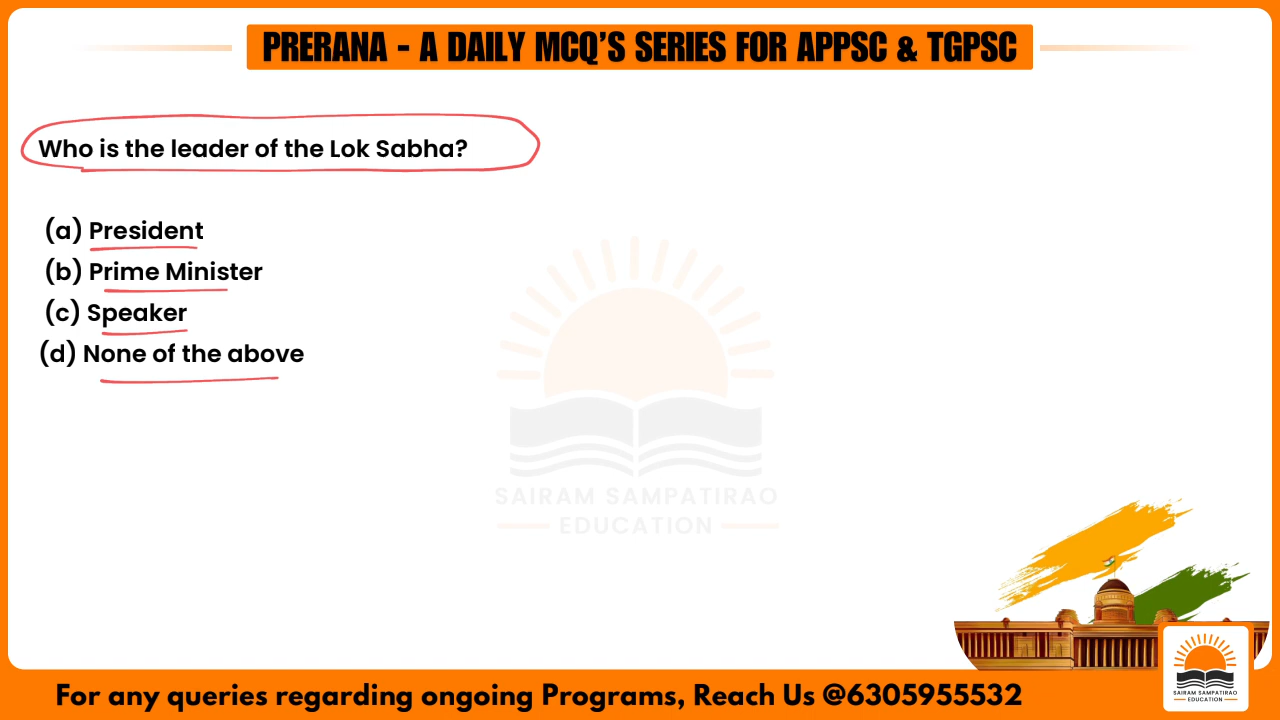 PRERANA - A DAILY MCQ'S SERIES FOR APPSC & TGPSC
Who is the leader of the Lok Sabha?
(a) President
(b) Prime Minister
(c) Speaker
(d) None of the above
SAIRAM SAMPATIRAO
EDUCATION
SAIRAM SAMPATIRAO
EDUCATION
For any queries regarding ongoing Programs, Reach Us @6305955532